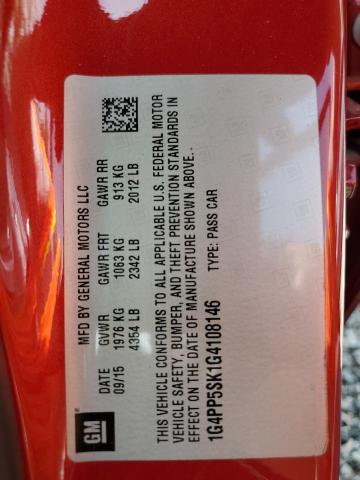 MFD BY GENERAL MOTORS LLC
DATE GVWR GAWR FRT GAWR RR
09/15 1976 KG 1063 KG 913 KG
4354 LB 2342 LB 2012 LB
THIS VEHICLE CONFORMS TO ALL APPLICABLE U.S. FEDERAL MOTOR
VEHICLE SAFETY, BUMPER, AND THEFT PREVENTION STANDARDS IN
EFFECT ON THE DATE OF MANUFACTURE SHOWN ABOVE.
1G4PP5SK1G4108146 TYPE: PASS CAR
GM